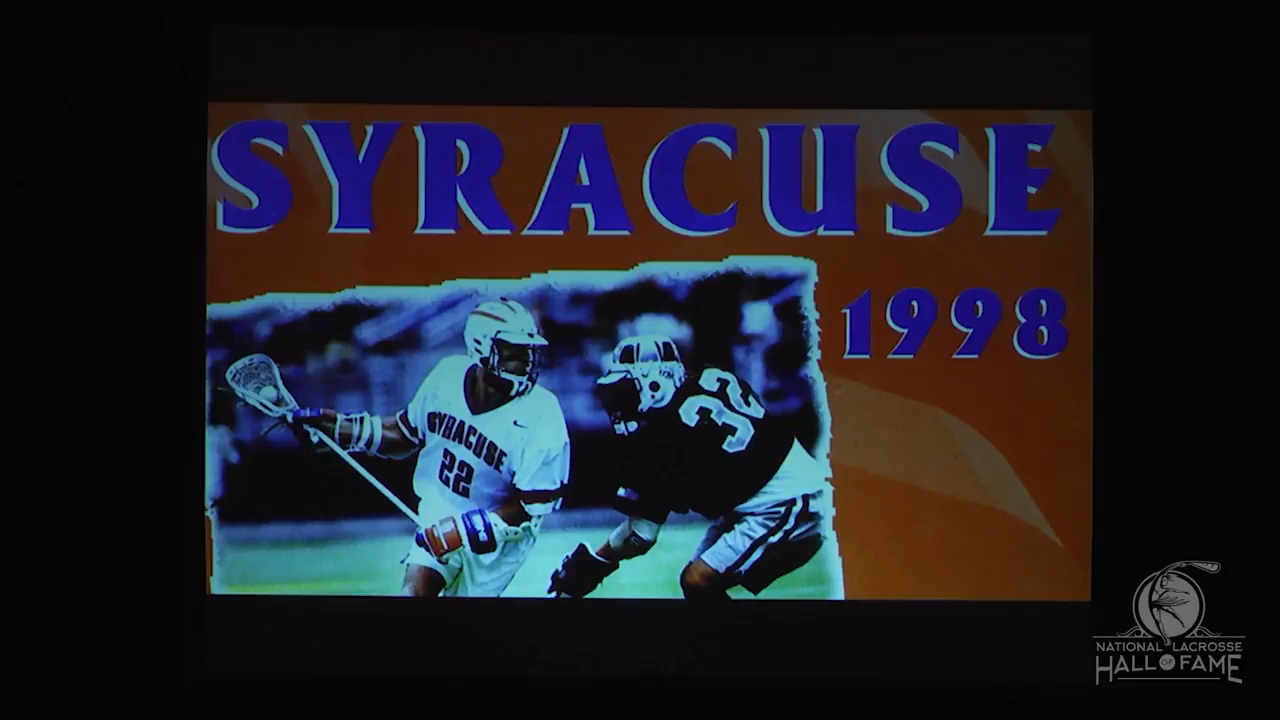 SYRACUSE
1998
SYRACUSE
22
32
NATIONAL LACROSSE
HALL OF FAME